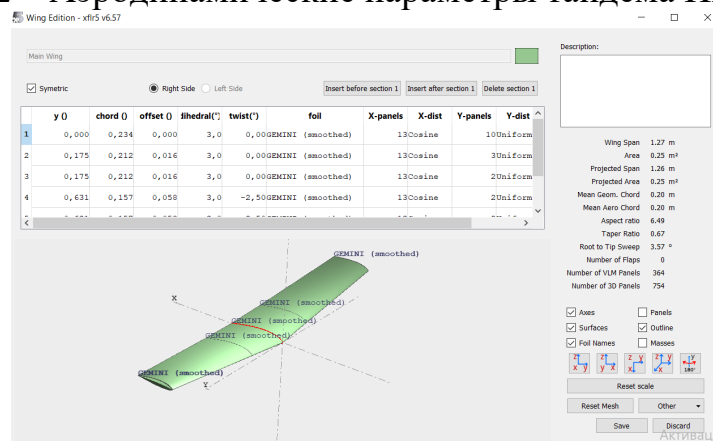 Аэродинамические параметры тандема
Wing Edition - xflr5 v6.57
Main Wing
Description:
Symetric
Right Side
Left Side
Insert before section 1
Insert after section 1
Delete section 1
y () chord () offset () dihedral(°) twist(°) foil X-panels X-dist Y-panels Y-dist
1 0,000 0,234 0,000 3,0 0,00 GEMINI (smoothed) 13 Cosine 10 Uniform
2 0,175 0,212 0,016 3,0 0,00 GEMINI (smoothed) 13 Cosine 3 Uniform
3 0,175 0,212 0,016 3,0 0,00 GEMINI (smoothed) 13 Cosine 2 Uniform
4 0,631 0,157 0,058 3,0 -2,50 GEMINI (smoothed) 13 Cosine 2 Uniform
Wing Span 1.27 m
Area 0.25 m²
Projected Span 1.26 m
Projected Area 0.25 m²
Mean Geom. Chord 0.20 m
Mean Aero Chord 0.20 m
Aspect ratio 6.49
Taper Ratio 0.67
Root to Tip Sweep 3.57 °
Number of Flaps 0
Number of VLM Panels 364
Number of 3D Panels 754
GEMINI (smoothed)
X
GEMINI (smoothed)
GEMINI (smoothed)
GEMINI (smoothed)
GEMINI (smoothed)
Y
Axes
Panels
Surfaces
Outline
Foil Names
Masses
Reset scale
Reset Mesh
Other
Save
Discard